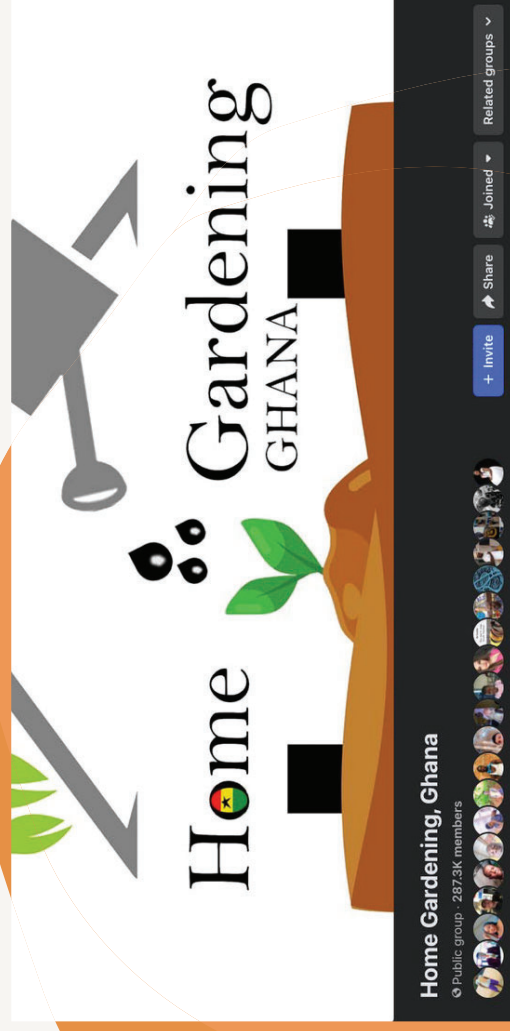 Home Gardening
GHANA
Home Gardening, Ghana
Public group · 287.3K members
+ Invite
Share
Joined
Related groups